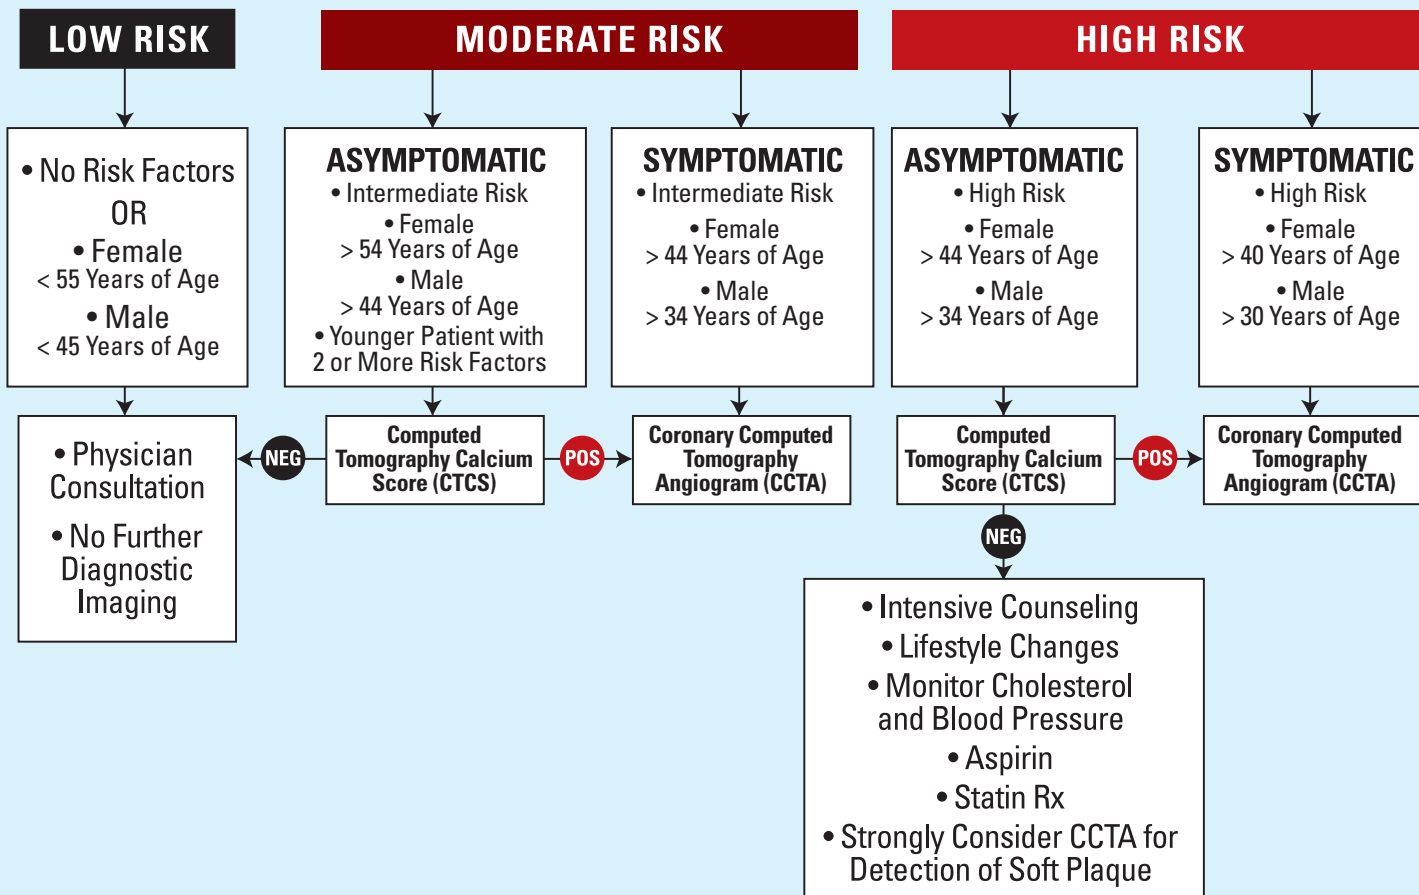 LOW RISK
MODERATE RISK
HIGH RISK
• No Risk Factors
OR
• Female
< 55 Years of Age
• Male
< 45 Years of Age
ASYMPTOMATIC
• Intermediate Risk
• Female
> 54 Years of Age
• Male
> 44 Years of Age
• Younger Patient with
2 or More Risk Factors
SYMPTOMATIC
• Intermediate Risk
• Female
> 44 Years of Age
• Male
> 34 Years of Age
ASYMPTOMATIC
• High Risk
• Female
> 44 Years of Age
• Male
> 34 Years of Age
SYMPTOMATIC
• High Risk
• Female
> 40 Years of Age
• Male
> 30 Years of Age
• Physician
Consultation
• No Further
Diagnostic
Imaging
NEG
Computed
Tomography Calcium
Score (CTCS)
POS
Coronary Computed
Tomography
Angiogram (CCTA)
Computed
Tomography Calcium
Score (CTCS)
POS
Coronary Computed
Tomography
Angiogram (CCTA)
NEG
• Intensive Counseling
• Lifestyle Changes
• Monitor Cholesterol
and Blood Pressure
• Aspirin
• Statin Rx
• Strongly Consider CCTA for
Detection of Soft Plaque